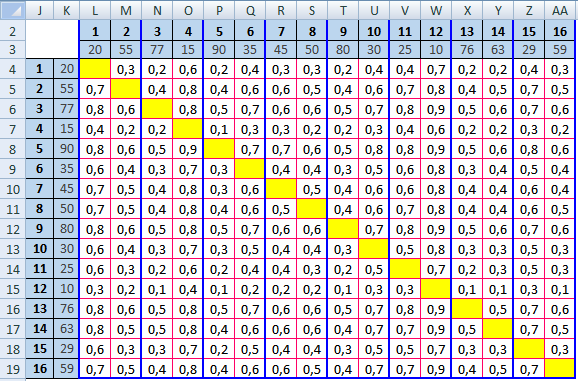 J K L M N O P Q R S T U V W X Y Z AA
2 1 2 3 4 5 6 7 8 9 10 11 12 13 14 15 16
3 20 55 77 15 90 35 45 50 80 30 25 10 76 63 29 59
4 1 20 0,3 0,2 0,6 0,2 0,4 0,3 0,3 0,2 0,4 0,4 0,7 0,2 0,2 0,4 0,3
5 2 55 0,7 0,4 0,8 0,4 0,6 0,6 0,5 0,4 0,6 0,7 0,8 0,4 0,5 0,7 0,5
6 3 77 0,8 0,6 0,8 0,5 0,7 0,6 0,6 0,5 0,7 0,8 0,9 0,5 0,5 0,7 0,6
7 4 15 0,4 0,2 0,2 0,1 0,3 0,3 0,2 0,2 0,3 0,4 0,6 0,2 0,2 0,3 0,2
8 5 90 0,8 0,6 0,5 0,9 0,7 0,7 0,6 0,5 0,8 0,8 0,9 0,5 0,6 0,8 0,6
9 6 35 0,6 0,4 0,3 0,7 0,3 0,4 0,4 0,3 0,5 0,6 0,8 0,3 0,4 0,5 0,4
10 7 45 0,7 0,5 0,4 0,8 0,3 0,6 0,5 0,4 0,6 0,6 0,8 0,4 0,4 0,6 0,4
11 8 50 0,7 0,5 0,4 0,8 0,4 0,6 0,5 0,4 0,6 0,7 0,8 0,4 0,4 0,6 0,5
12 9 80 0,8 0,6 0,5 0,8 0,5 0,7 0,6 0,6 0,7 0,8 0,9 0,5 0,6 0,7 0,6
13 10 30 0,6 0,4 0,3 0,7 0,3 0,5 0,4 0,4 0,3 0,5 0,8 0,3 0,3 0,5 0,3
14 11 25 0,6 0,3 0,2 0,6 0,2 0,4 0,4 0,3 0,2 0,5 0,7 0,2 0,3 0,5 0,3
15 12 10 0,3 0,2 0,1 0,4 0,1 0,2 0,2 0,2 0,1 0,3 0,3 0,1 0,1 0,3 0,1
16 13 76 0,8 0,6 0,5 0,8 0,5 0,7 0,6 0,6 0,5 0,7 0,8 0,9 0,5 0,7 0,6
17 14 63 0,8 0,5 0,5 0,8 0,4 0,6 0,6 0,6 0,4 0,7 0,7 0,9 0,5 0,7 0,5
18 15 29 0,6 0,3 0,3 0,7 0,2 0,5 0,4 0,4 0,3 0,5 0,5 0,7 0,3 0,3 0,3
19 16 59 0,7 0,5 0,4 0,8 0,4 0,6 0,6 0,5 0,4 0,7 0,7 0,9 0,4 0,5 0,7